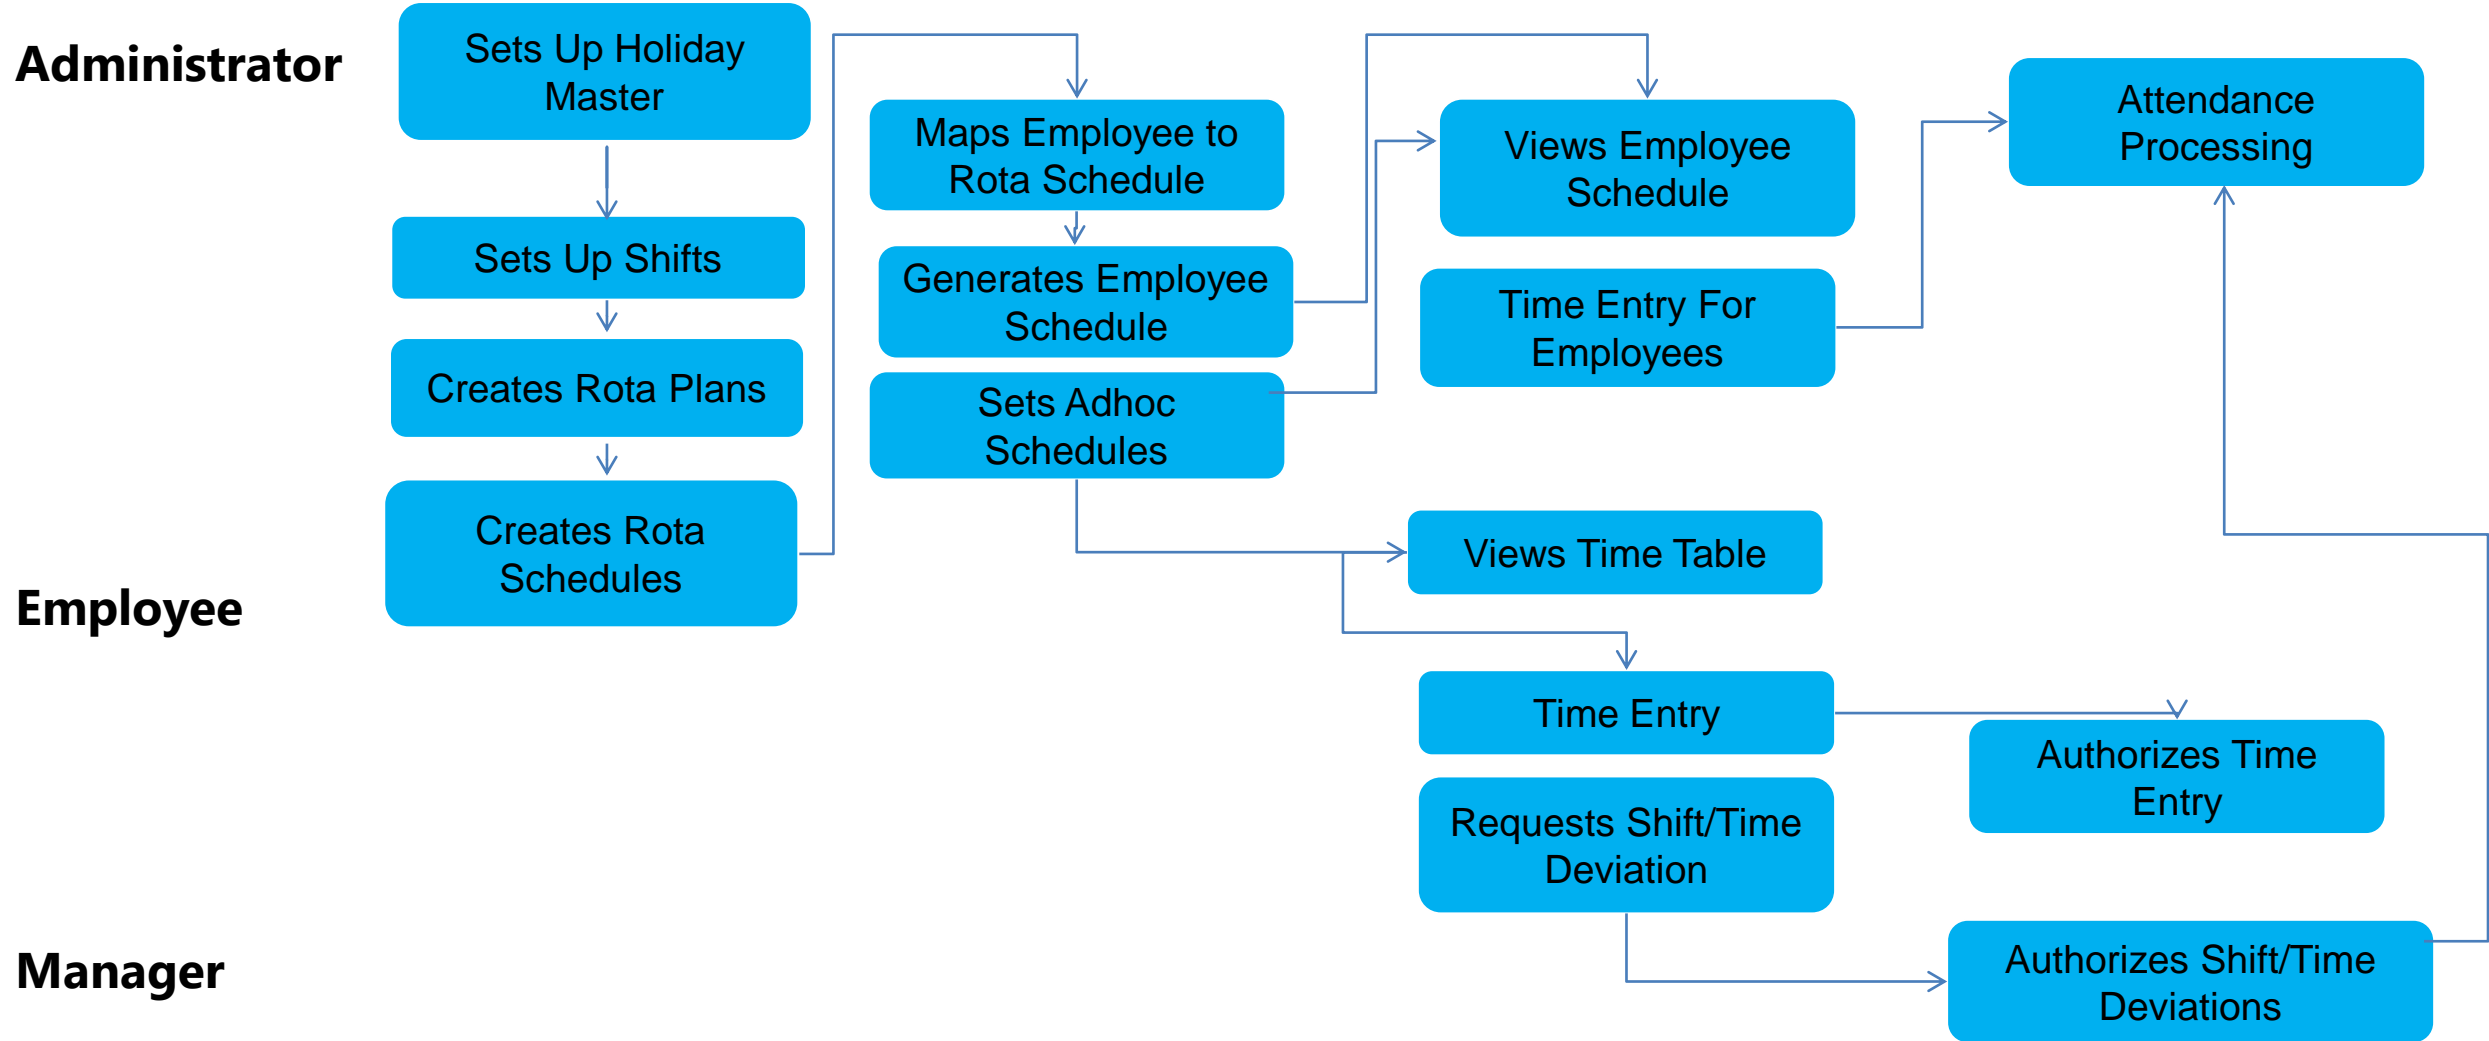 Administrator
Sets Up Holiday
Master
Sets Up Shifts
Creates Rota Plans
Creates Rota
Schedules
Maps Employee to
Rota Schedule
Generates Employee
Schedule
Sets Adhoc
Schedules
Views Employee
Schedule
Time Entry For
Employees
Attendance
Processing
Employee
Views Time Table
Time Entry
Requests Shift/Time
Deviation
Authorizes Time
Entry
Manager
Authorizes Shift/Time
Deviations